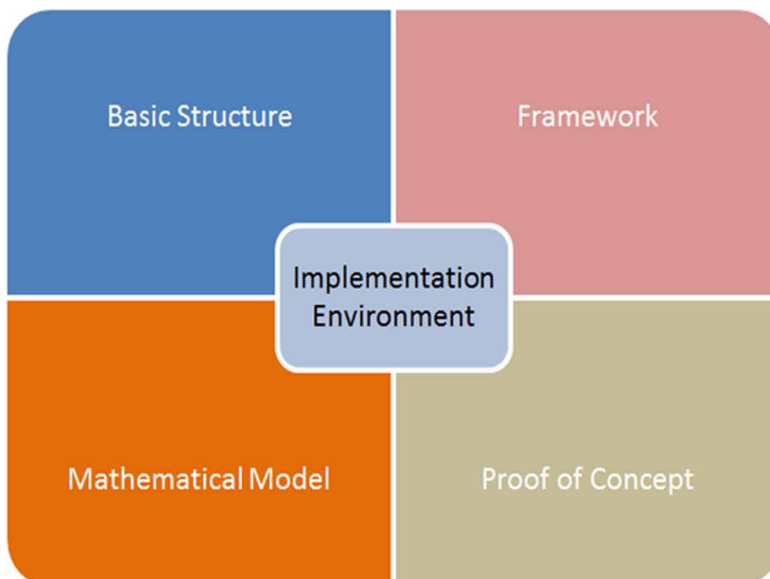 Basic Structure
Framework
Implementation
Environment
Mathematical Model
Proof of Concept